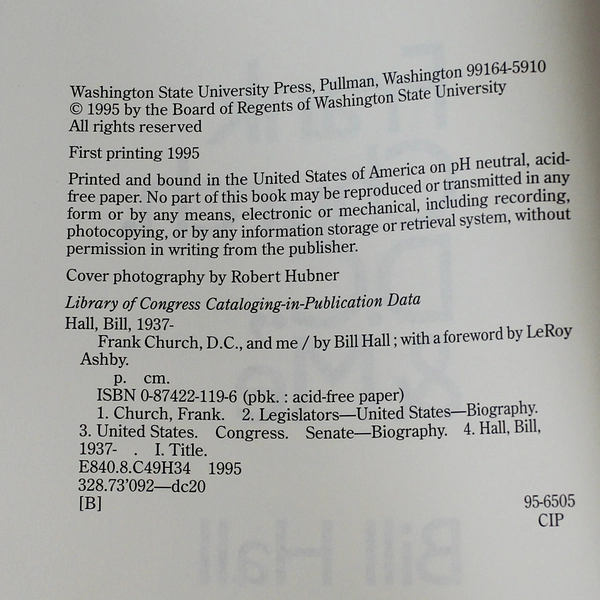 Washington State University Press, Pullman, Washington 99164-5910
© 1995 by the Board of Regents of Washington State University
All rights reserved
First printing 1995
Printed and bound in the United States of America on pH neutral, acid-
free paper. No part of this book may be reproduced or transmitted in any
form or by any means, electronic or mechanical, including recording,
photocopying, or by any information storage or retrieval system, without
permission in writing from the publisher.
Cover photography by Robert Hubner
Library of Congress Cataloging-in-Publication Data
Hall, Bill, 1937-
Frank Church, D.C., and me / by Bill Hall ; with a foreword by LeRoy
Ashby.
p. cm.
ISBN 0-87422-119-6 (pbk. : acid-free paper)
1. Church, Frank. 2. Legislators—United States—Biography.
3. United States. Congress. Senate—Biography. 4. Hall, Bill,
1937- . I. Title.
E840.8.C49H34 1995
328.73'092—dc20
[B]
95-6505
CIP
Frank
Church,
D.C.,
& Me
Bill Hall